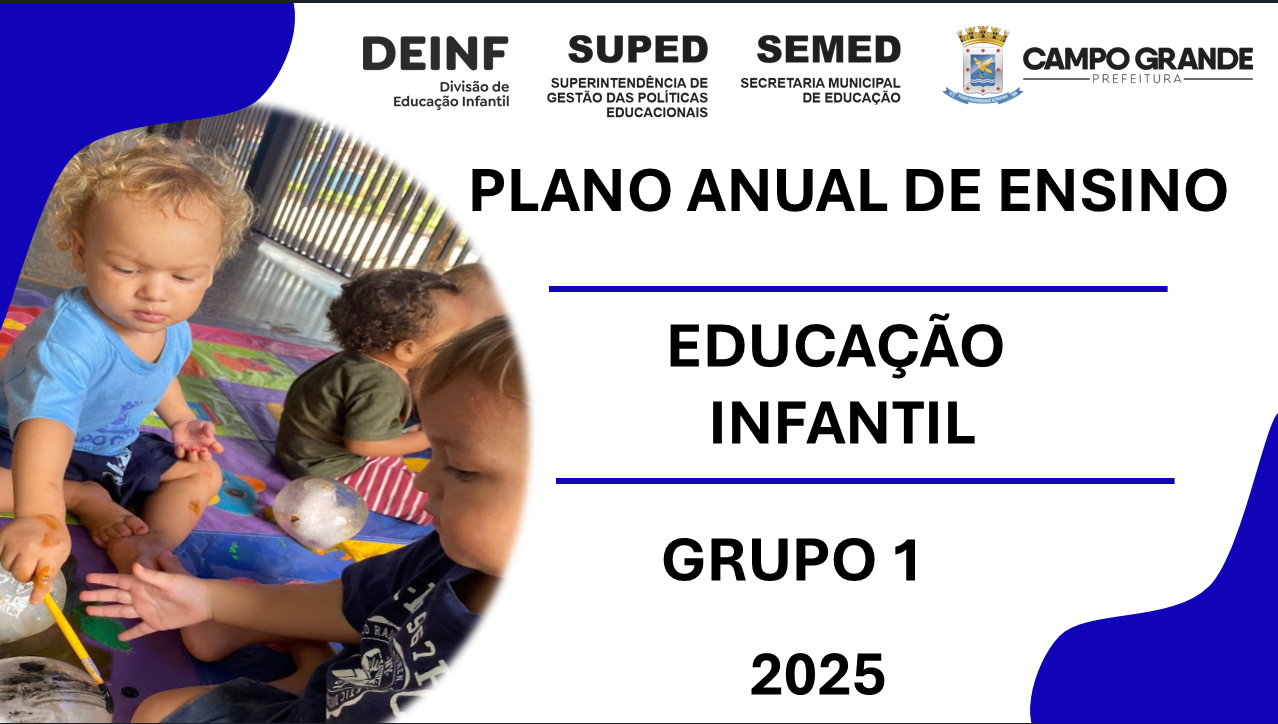 DEINF
Divisão de
Educação Infantil
SUPED
SUPERINTENDÊNCIA DE
GESTÃO DAS POLÍTICAS
EDUCACIONAIS
SEMED
SECRETARIA MUNICIPAL
DE EDUCAÇÃO
CAMPO GRANDE
PREFEITURA
PLANO ANUAL DE ENSINO
EDUCAÇÃO
INFANTIL
GRUPO 1
2025